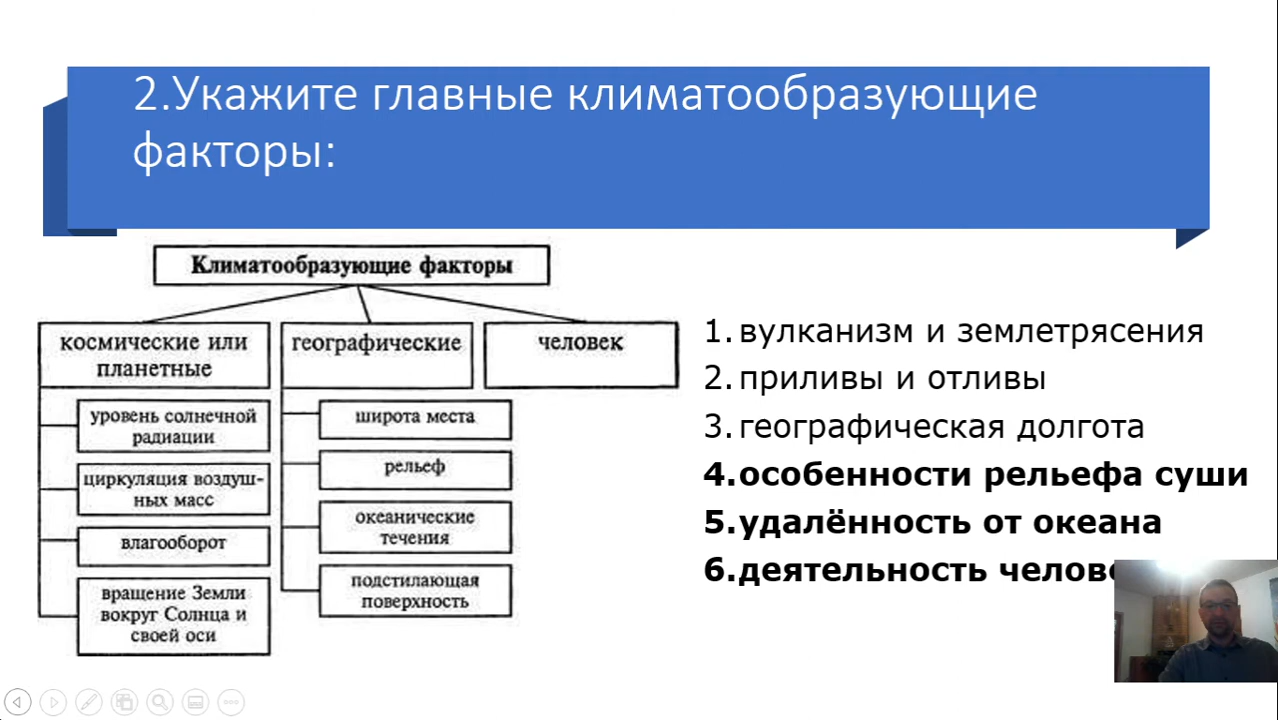 2.Укажите главные климатообразующие
факторы:
Климатообразующие факторы
космические или
планетные
географические
человек
уровень солнечной
радиации
циркуляция воздуш-
ных масс
влагооборот
вращение Земли
вокруг Солнца и
своей оси
широта места
рельеф
океанические
течения
подстилающая
поверхность
1. вулканизм и землетрясения
2. приливы и отливы
3. географическая долгота
4. особенности рельефа суши
5. удалённость от океана
6. деятельность